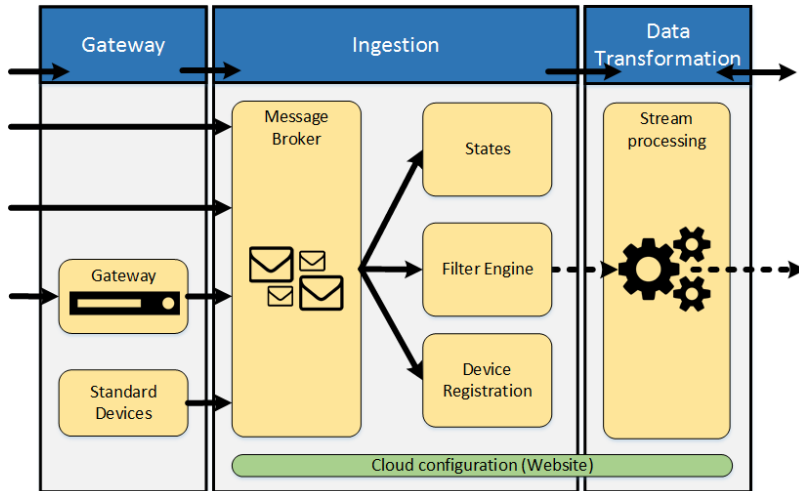 Gateway
Ingestion
Data
Transformation
Message
Broker
States
Stream
processing
Gateway
Filter Engine
Standard
Devices
Device
Registration
Cloud configuration (Website)